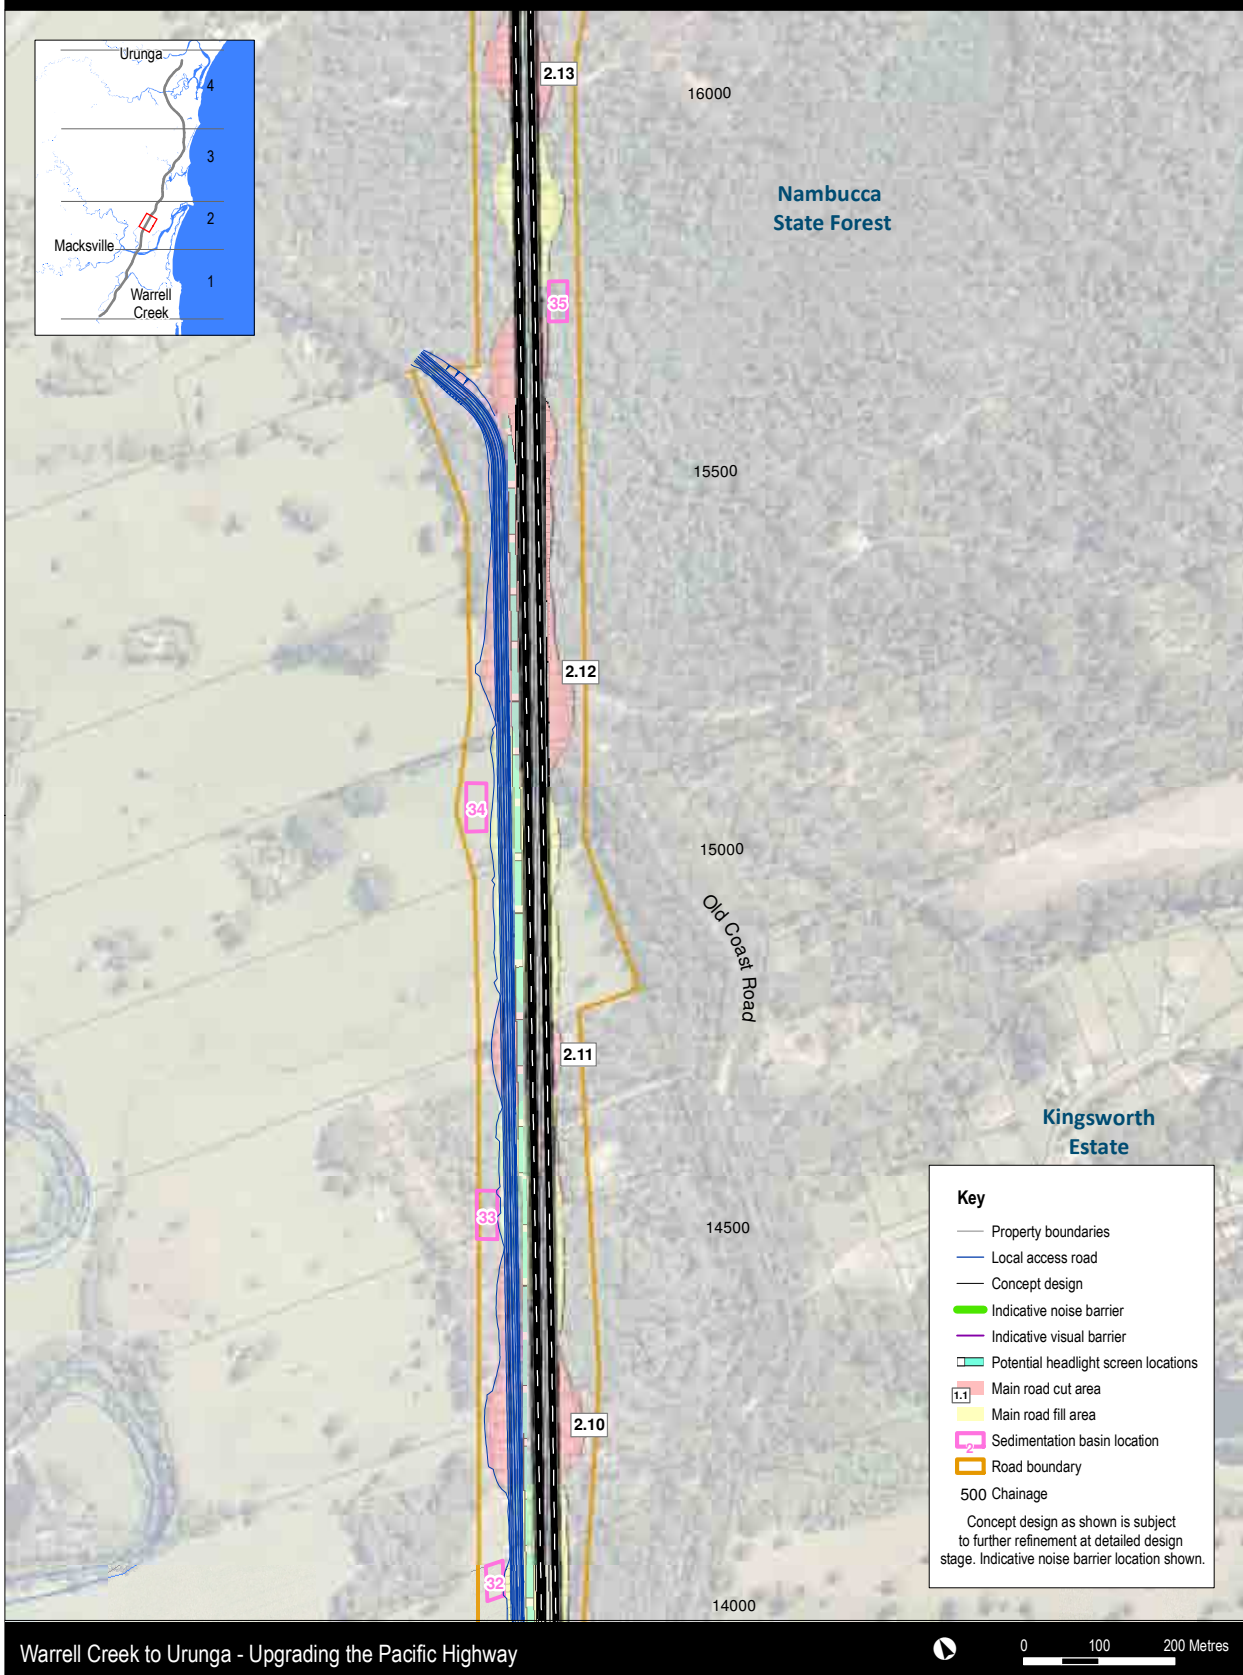 Urunga
4
3
2
Macksville
1
Warrell
Creek
2.13
16000
Nambucca
State Forest
35
15500
2.12
34
15000
Old Coast Road
2.11
Kingsworth
Estate
33
14500
2.10
32
14000
Key
Property boundaries
Local access road
Concept design
Indicative noise barrier
Indicative visual barrier
Potential headlight screen locations
1.1 Main road cut area
Main road fill area
2 Sedimentation basin location
Road boundary
500 Chainage
Concept design as shown is subject
to further refinement at detailed design
stage. Indicative noise barrier location shown.
Warrell Creek to Urunga - Upgrading the Pacific Highway
0 100 200 Metres